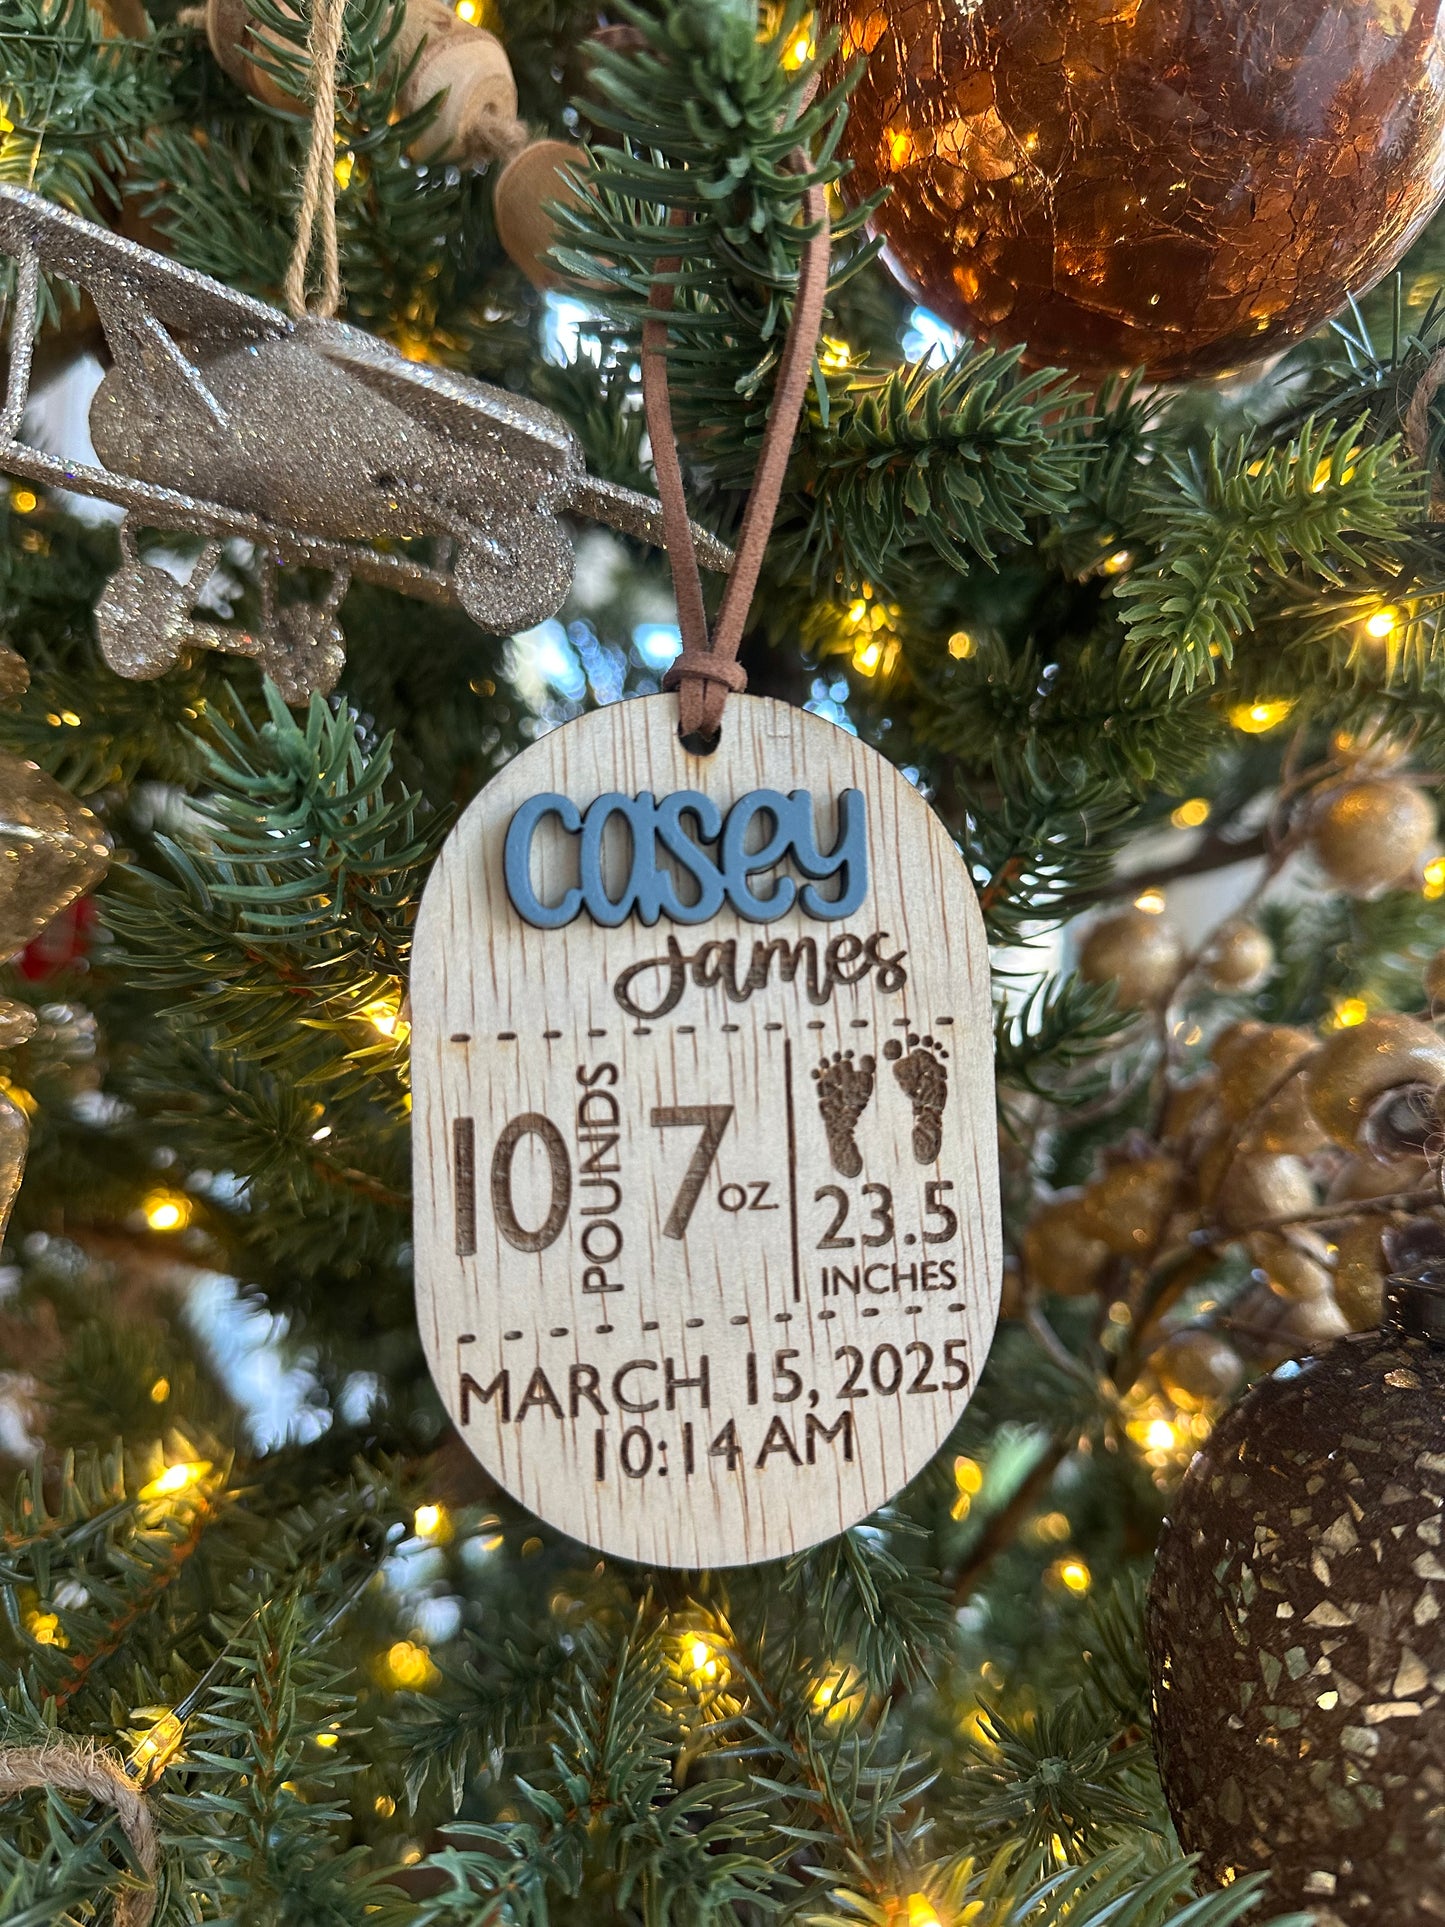 casey
James
10 POUNDS 7 oz
23.5
INCHES
MARCH 15, 2025
10:14 AM